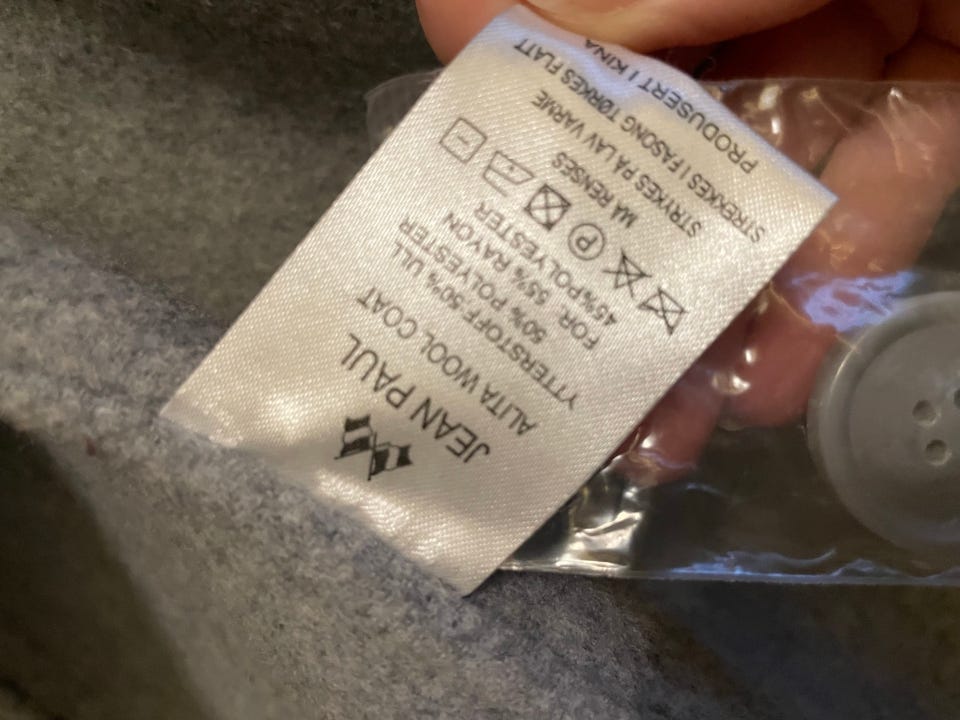 JEAN PAUL
ALITA WOOL COAT
YTTERSTOFF 50% ULL
50% POLYESTER
FOR: 55% RAYON
45%POLYESTER
P
MÅ RENSES
STRYKES PÅ LAV VARME
STREKKES I FASONG TØRKES FLATT
PRODUSERT I KINA